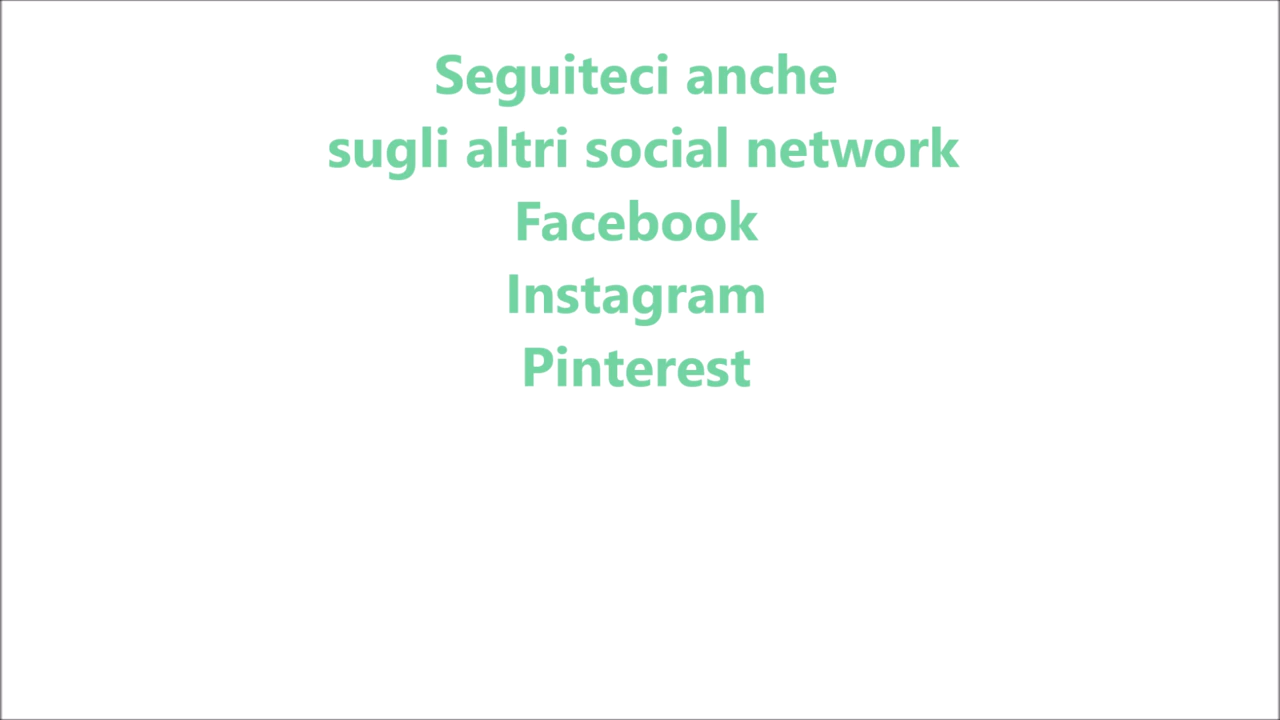 Seguiteci anche
sugli altri social network
Facebook
Instagram
Pinterest